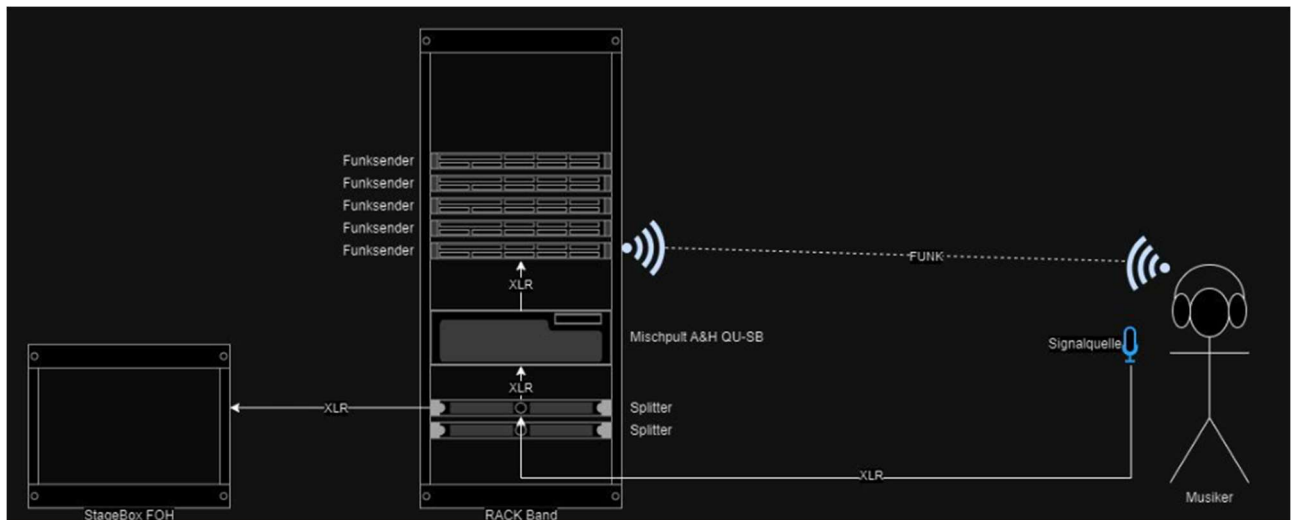 Funksender
Funksender
Funksender
Funksender
Funksender
FUNK
XLR
Mischpult A&H QU-SB
Signalquelle
XLR
XLR
Splitter
Splitter
XLR
Musiker
StageBox FOH
RACK Band